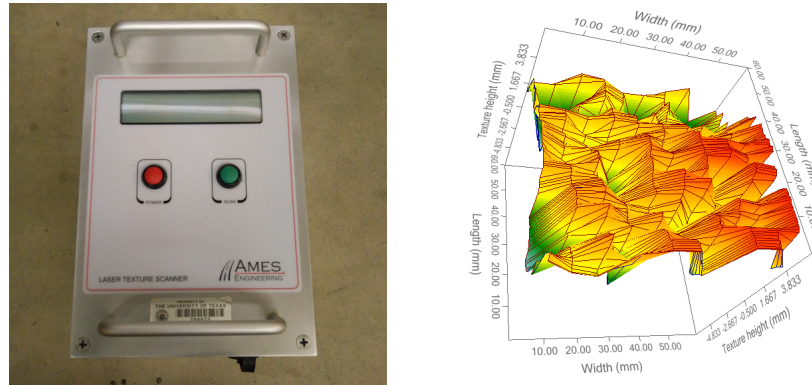 POWER
SCAN
LASER TEXTURE SCANNER
AMES
ENGINEERING
PROPERTY OF
THE UNIVERSITY OF TEXAS
Width (mm)
10.00 20.00 30.00 40.00 50.00
Texture height (mm)
-4.833 -2.667 -0.500 1.667 3.833
Length (mm)
60.00 50.00 40.00 30.00 20.00 10.00
Length (mm)
60.00 50.00 40.00 30.00 20.00 10.00
Texture height (mm)
-4.833 -2.667 -0.500 1.667 3.833
10.00 20.00 30.00 40.00 50.00
Width (mm)